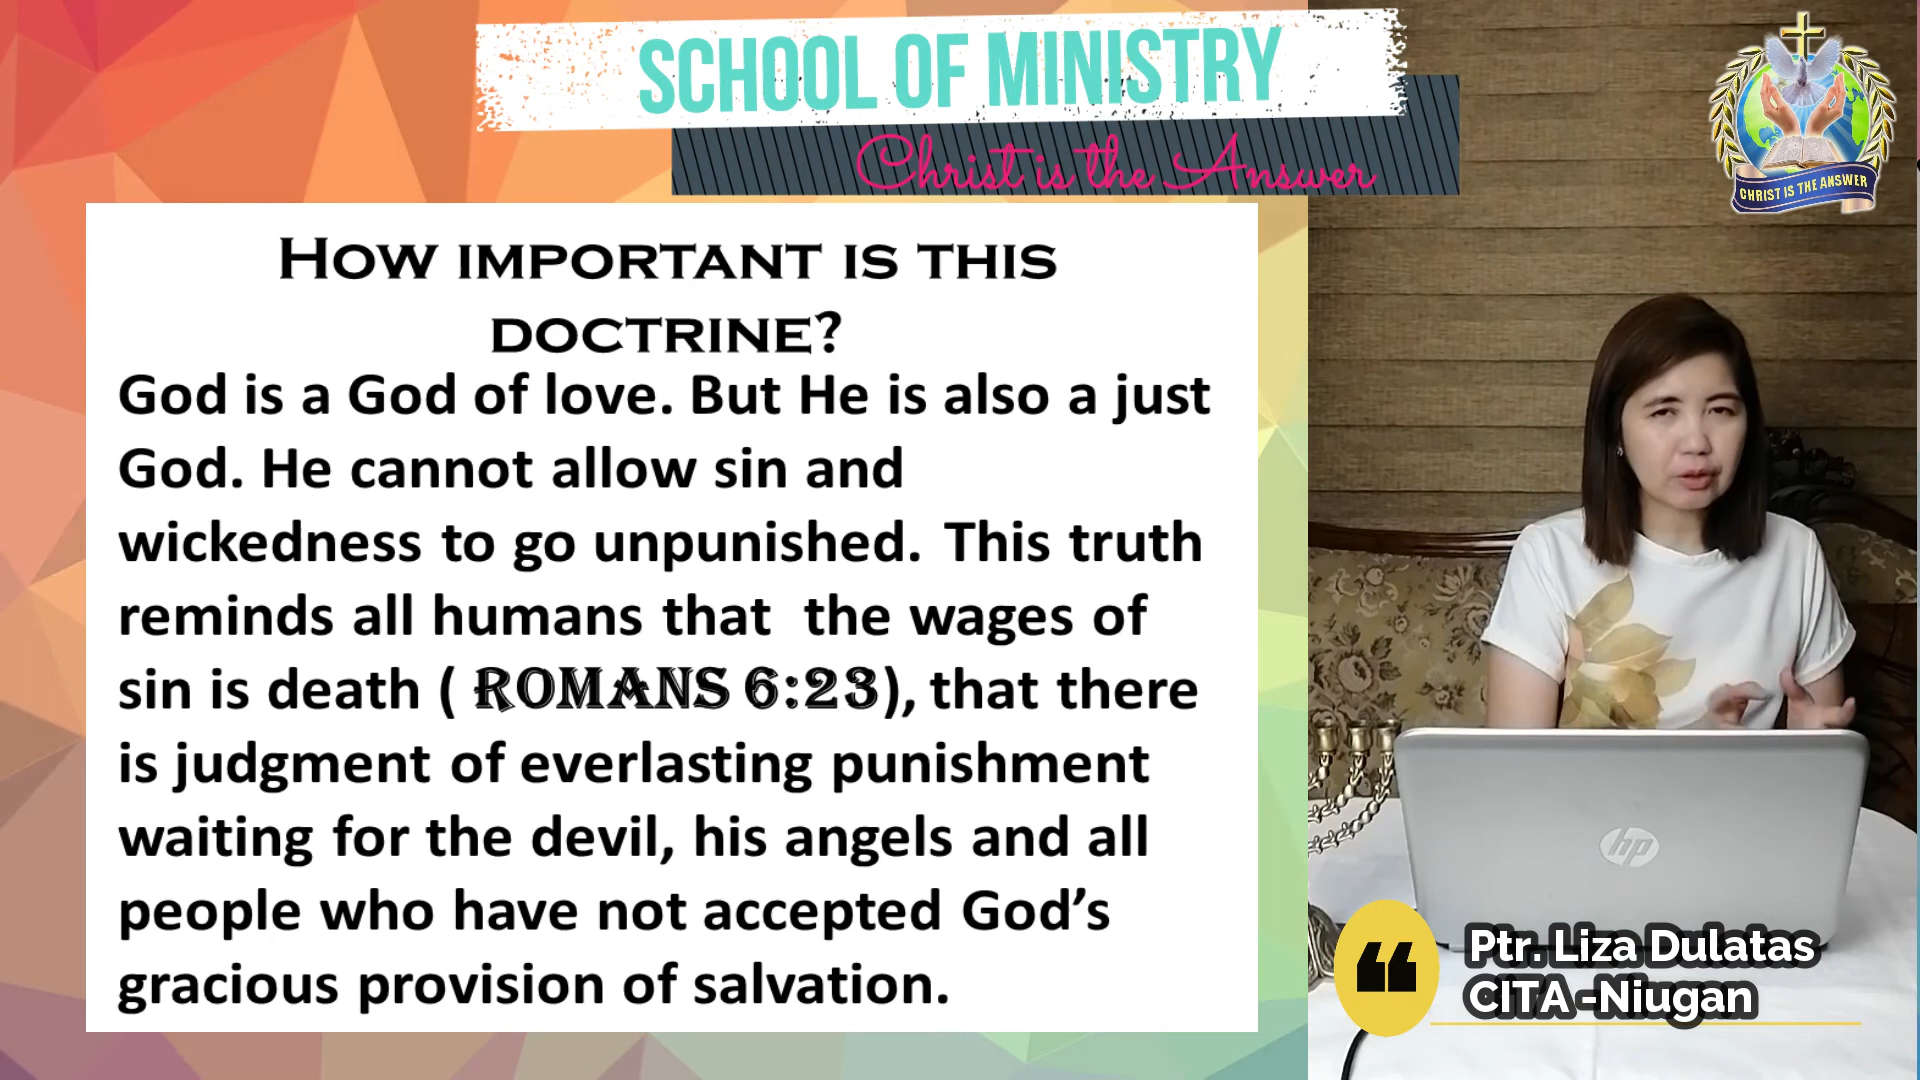 SCHOOL OF MINISTRY
Christ is the Answer
CHRIST IS THE ANSWER
HOW IMPORTANT IS THIS
DOCTRINE?
God is a God of love. But He is also a just
God. He cannot allow sin and
wickedness to go unpunished. This truth
reminds all humans that the wages of
sin is death ( ROMANS 6:23), that there
is judgment of everlasting punishment
waiting for the devil, his angels and all
people who have not accepted God’s
gracious provision of salvation.
hp
Ptr. Liza Dulatas
CITA -Niugan